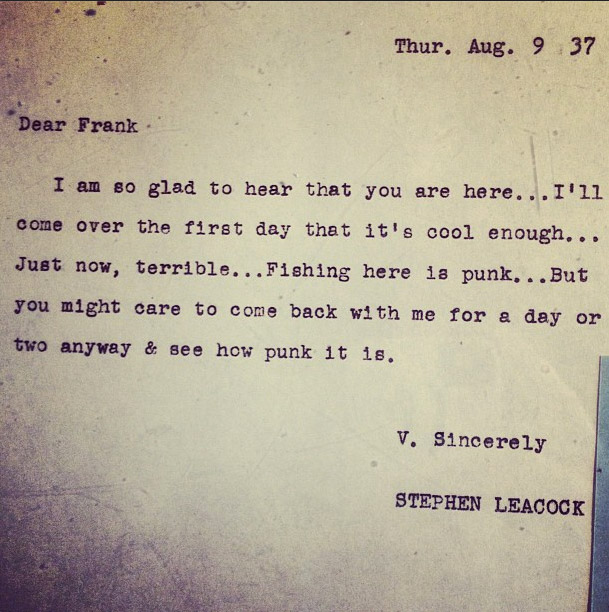 Thur. Aug. 9 37
Dear Frank
I am so glad to hear that you are here...I'll
come over the first day that it's cool enough...
Just now, terrible...Fishing here is punk...But
you might care to come back with me for a day or
two anyway & see how punk it is.
V. Sincerely
STEPHEN LEACOCK